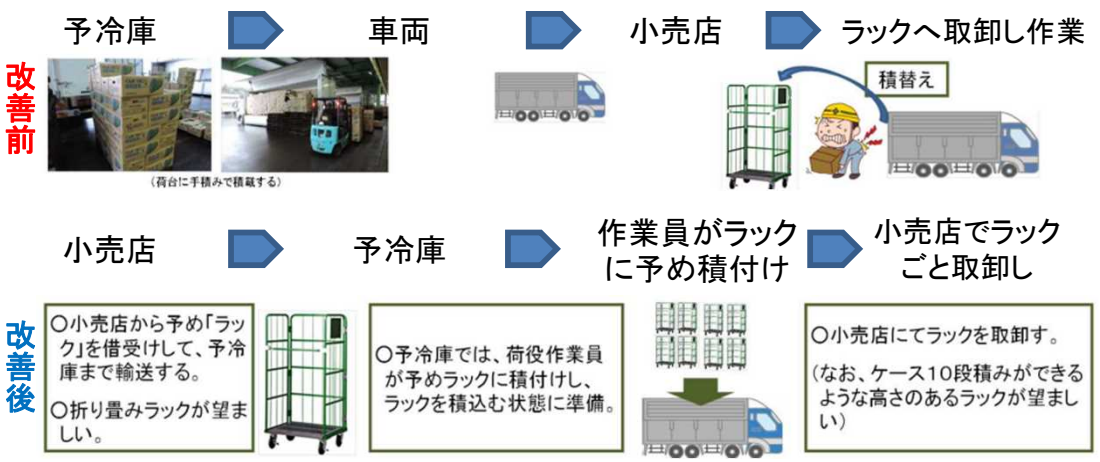 予冷庫
車両
小売店
ラックへ取卸し作業
改善前
積替え
(荷台に手積みで積載する)
小売店
予冷庫
作業員がラック
に予め積付け
小売店でラック
ごと取卸し
改善後
○小売店から予め「ラッ
ク」を借受けして、予冷
庫まで輸送する。
○折り畳みラックが望ま
しい。
○予冷庫では、荷役作業員
が予めラックに積付けし、
ラックを積込む状態に準備。
○小売店にてラックを取卸す。
(なお、ケース10段積みができる
ような高さのあるラックが望まし
い)